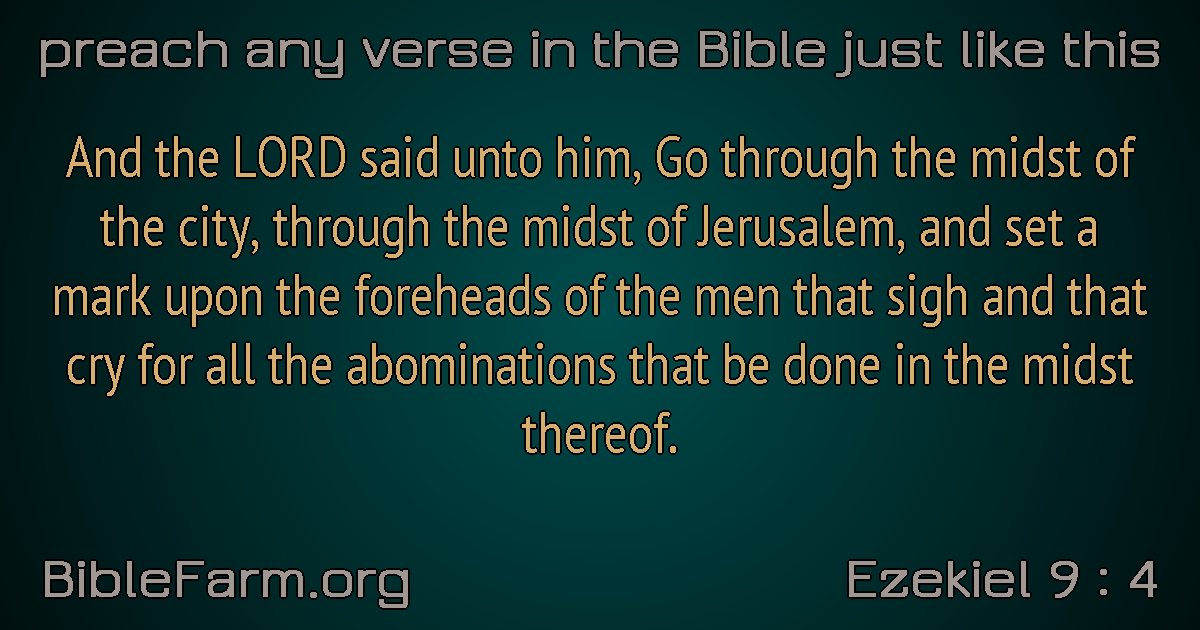 preach any verse in the Bible just like this
And the LORD said unto him, Go through the midst of
the city, through the midst of Jerusalem, and set a
mark upon the foreheads of the men that sigh and that
cry for all the abominations that be done in the midst
thereof.
BibleFarm.org
Ezekiel 9 : 4